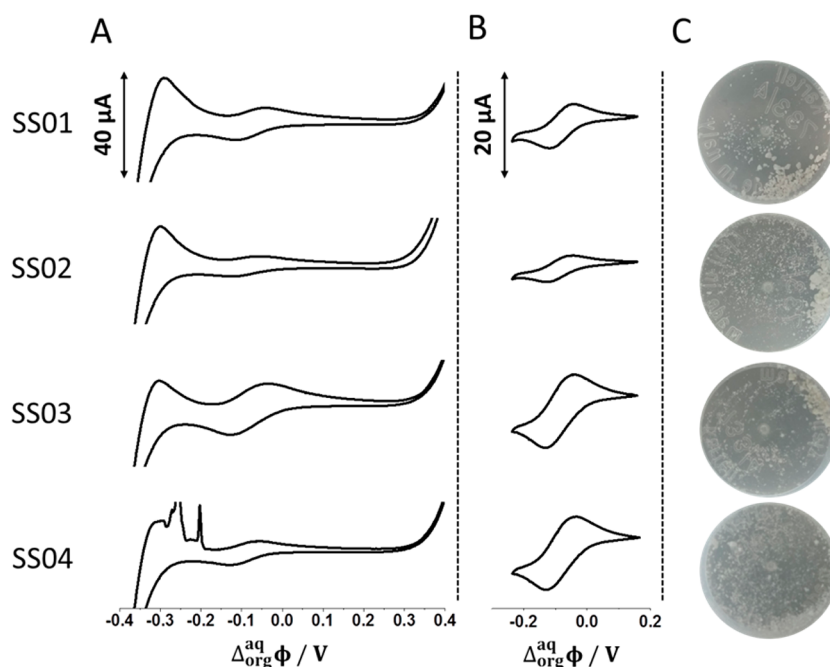 A B C
SS01
40 µA
20 µA
SS02
SS03
SS04
-0.4 -0.3 -0.2 -0.1 0.0 0.1 0.2 0.3 0.4
-0.2 0.0 0.2
Δ^aq_org ϕ / V
Δ^aq_org ϕ / V